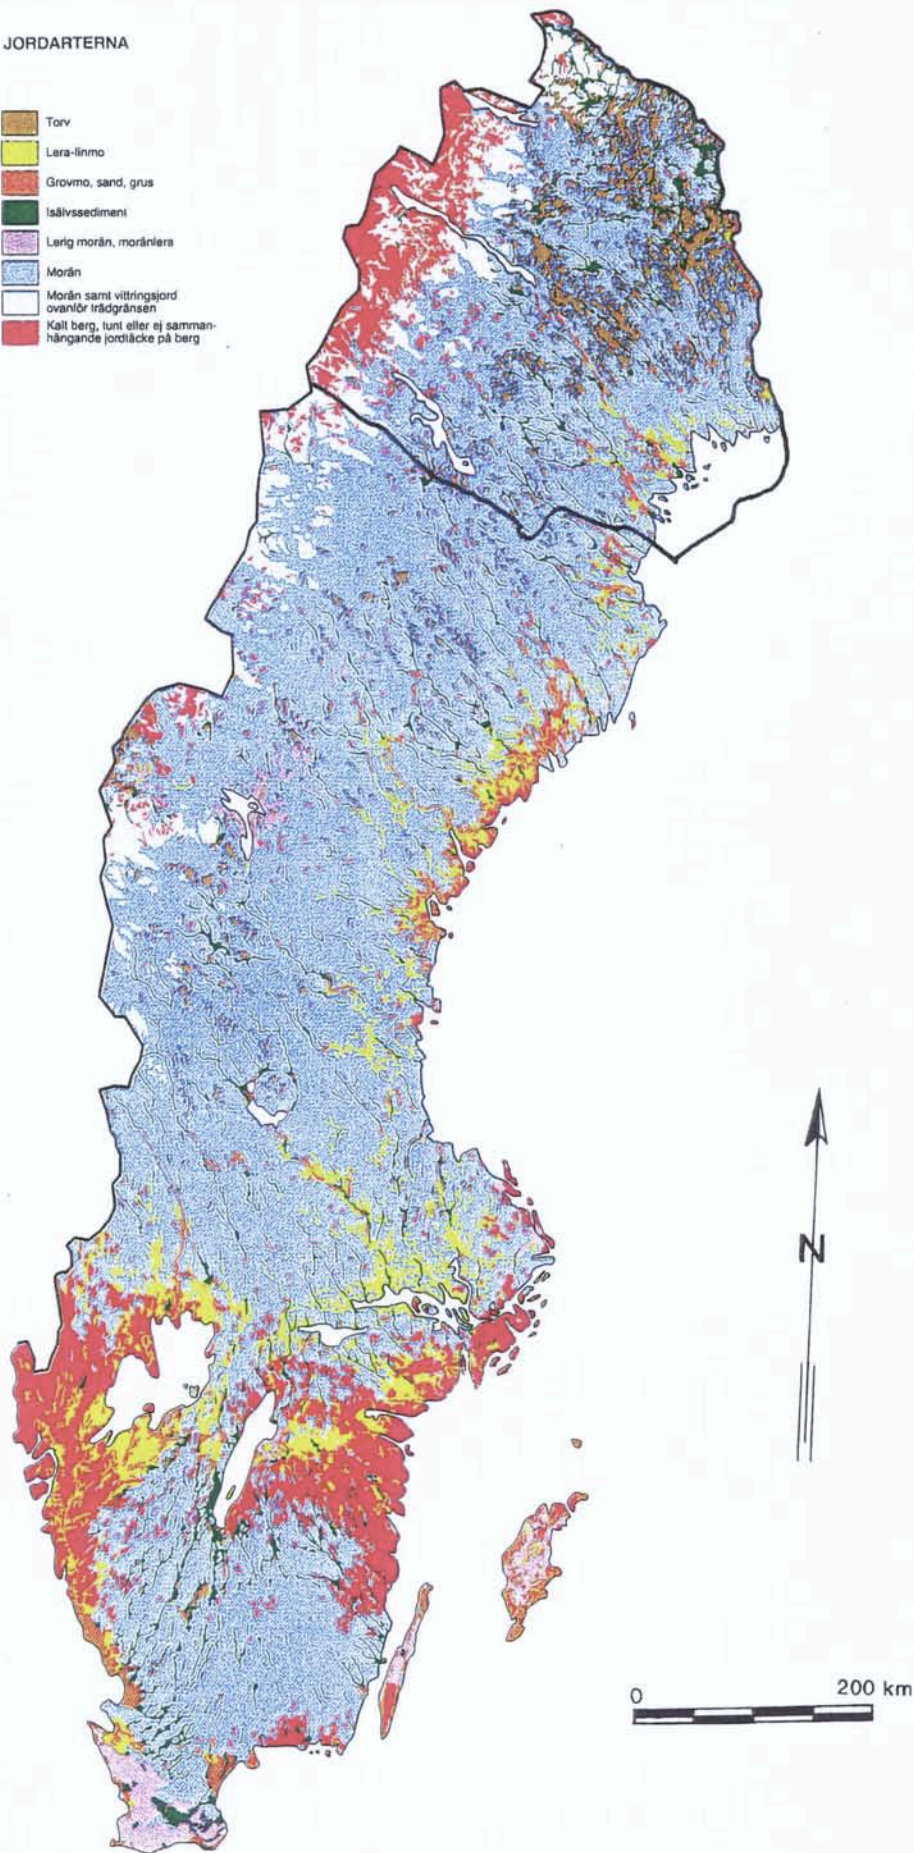 JORDARTERNA
Torv
Lera-finmo
Grovmo, sand, grus
Isälvssediment
Lerig morän, moränlera
Morän
Morän samt vittringsjord
ovanför trädgränsen
Kalt berg, tunt eller ej samman-
hängande jordtäcke på berg
N
0 200 km